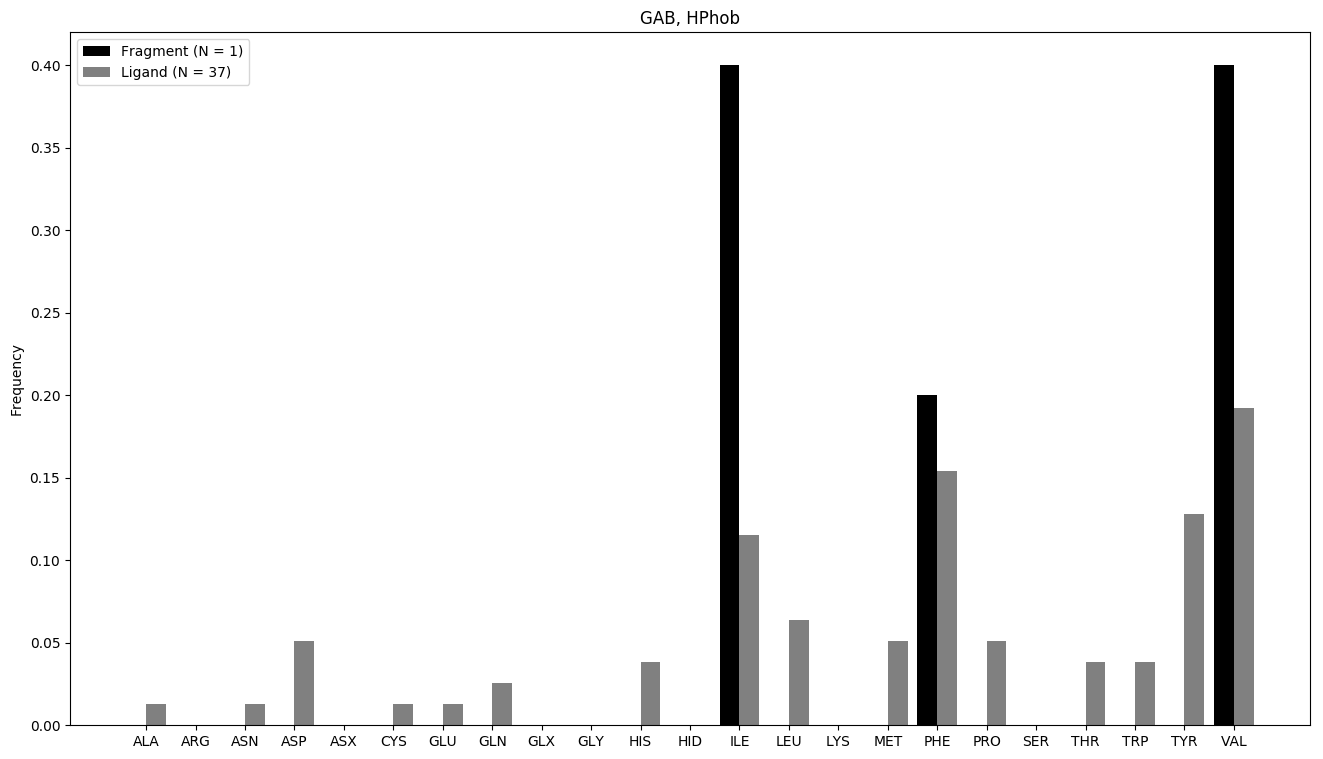 GAB, HPhob
Fragment (N = 1)
Ligand (N = 37)
Frequency
0.40
0.35
0.30
0.25
0.20
0.15
0.10
0.05
0.00
ALA ARG ASN ASP ASX CYS GLU GLN GLX GLY HIS HID ILE LEU LYS MET PHE PRO SER THR TRP TYR VAL